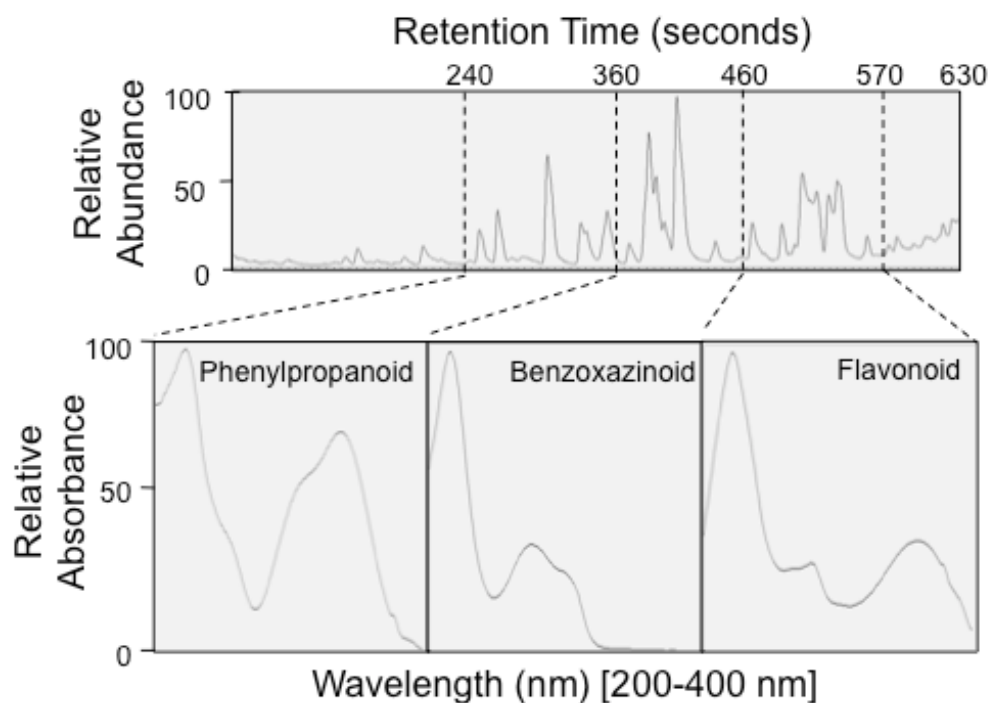 Retention Time (seconds)
240 360 460 570 630
Relative
Abundance
100
50
0
Relative
Absorbance
100
50
0
Phenylpropanoid
Benzoxazinoid
Flavonoid
Wavelength (nm) [200-400 nm]